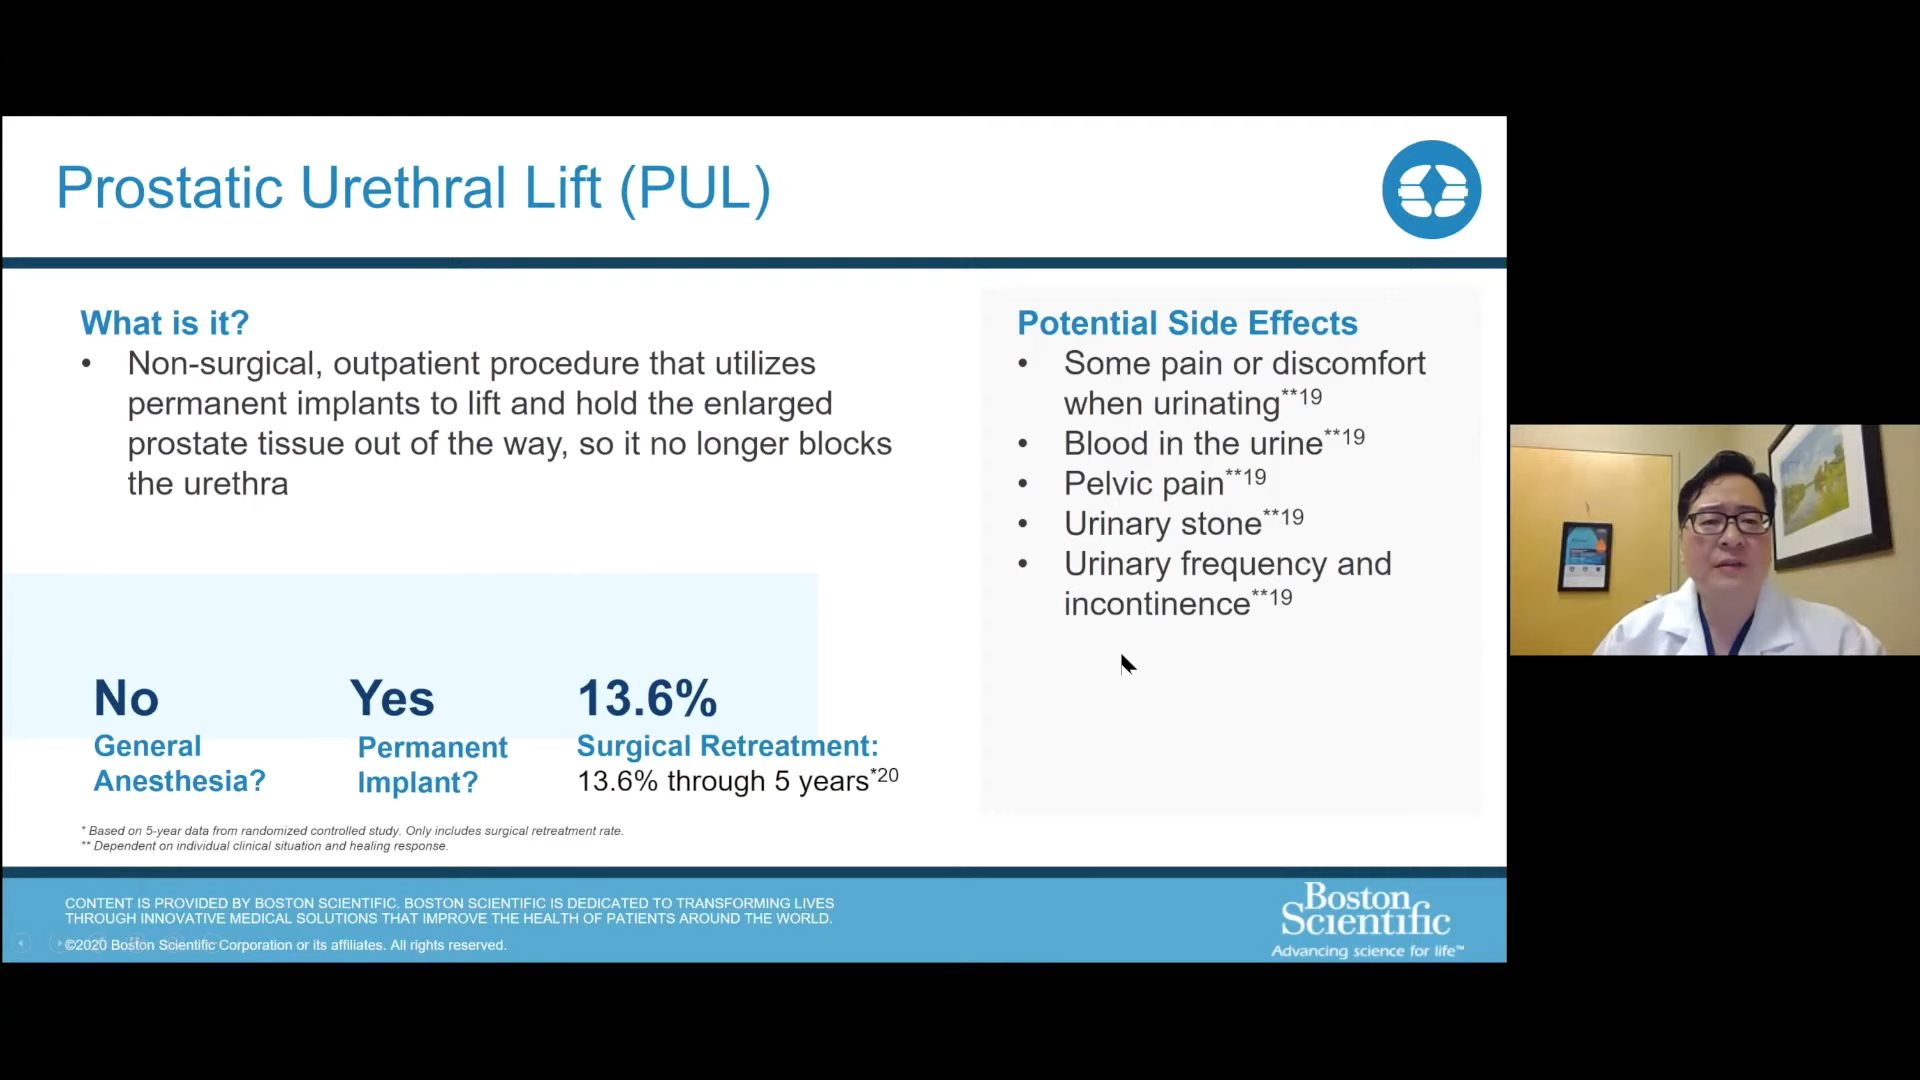 Prostatic Urethral Lift (PUL)
What is it?
• Non-surgical, outpatient procedure that utilizes
permanent implants to lift and hold the enlarged
prostate tissue out of the way, so it no longer blocks
the urethra
No
General
Anesthesia?
Yes
Permanent
Implant?
13.6%
Surgical Retreatment:
13.6% through 5 years*20
* Based on 5-year data from randomized controlled study. Only includes surgical retreatment rate.
** Dependent on individual clinical situation and healing response.
Potential Side Effects
• Some pain or discomfort
when urinating**19
• Blood in the urine**19
• Pelvic pain**19
• Urinary stone**19
• Urinary frequency and
incontinence**19
CONTENT IS PROVIDED BY BOSTON SCIENTIFIC. BOSTON SCIENTIFIC IS DEDICATED TO TRANSFORMING LIVES
THROUGH INNOVATIVE MEDICAL SOLUTIONS THAT IMPROVE THE HEALTH OF PATIENTS AROUND THE WORLD.
©2020 Boston Scientific Corporation or its affiliates. All rights reserved.
Boston
Scientific
Advancing science for life™